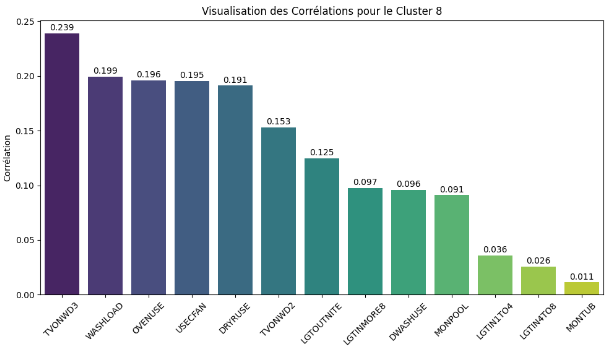 Visualisation des Corrélations pour le Cluster 8
Corrélation
0.25
0.20
0.15
0.10
0.05
0.00
0.239
0.199
0.196
0.195
0.191
0.153
0.125
0.097
0.096
0.091
0.036
0.026
0.011
TVONWD3
WASHLOAD
OVENUSE
USECFAN
DRYRUSE
TVONWD2
LGTOUTNITE
LGTINMORE8
DWASHUSE
MONPOOL
LGTIN1TO4
LGTIN4TO8
MONTUB